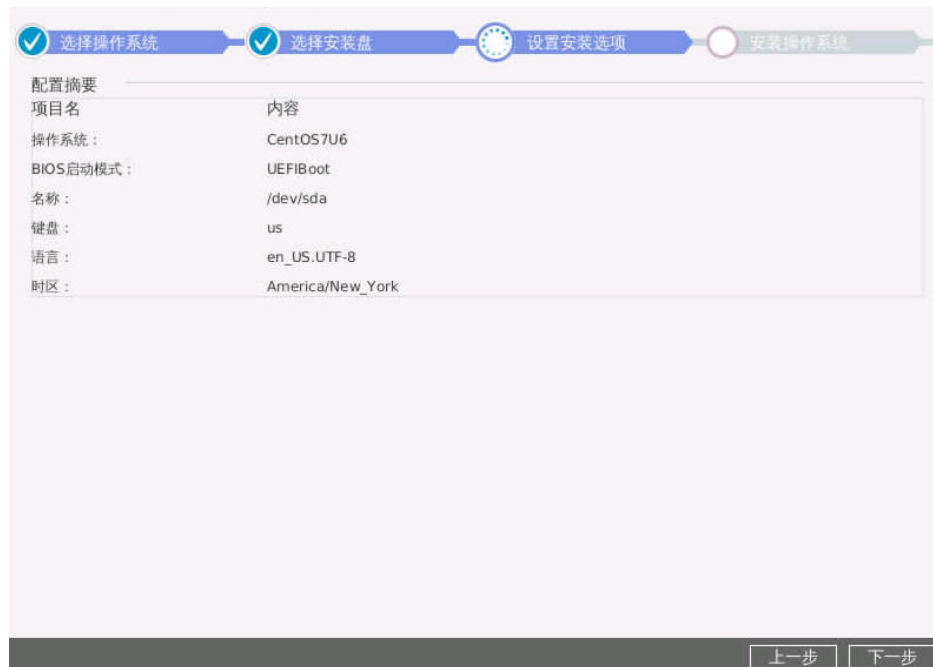 选择操作系统 选择安装盘 设置安装选项 安装操作系统
配置摘要
项目名 内容
操作系统： CentOS7U6
BIOS启动模式： UEFIBoot
名称： /dev/sda
键盘： us
语言： en_US.UTF-8
时区： America/New_York
上一步 下一步